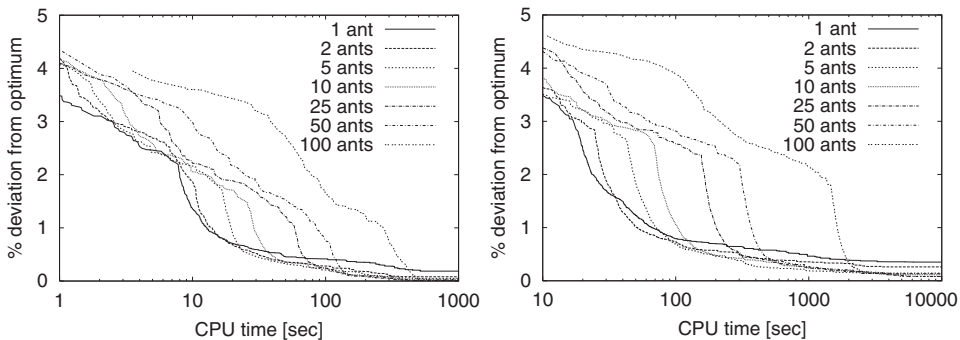 % deviation from optimum
5
4
3
2
1
0
1 ant
2 ants
5 ants
10 ants
25 ants
50 ants
100 ants
1 10 100 1000
CPU time [sec]
% deviation from optimum
5
4
3
2
1
0
1 ant
2 ants
5 ants
10 ants
25 ants
50 ants
100 ants
10 100 1000 10000
CPU time [sec]